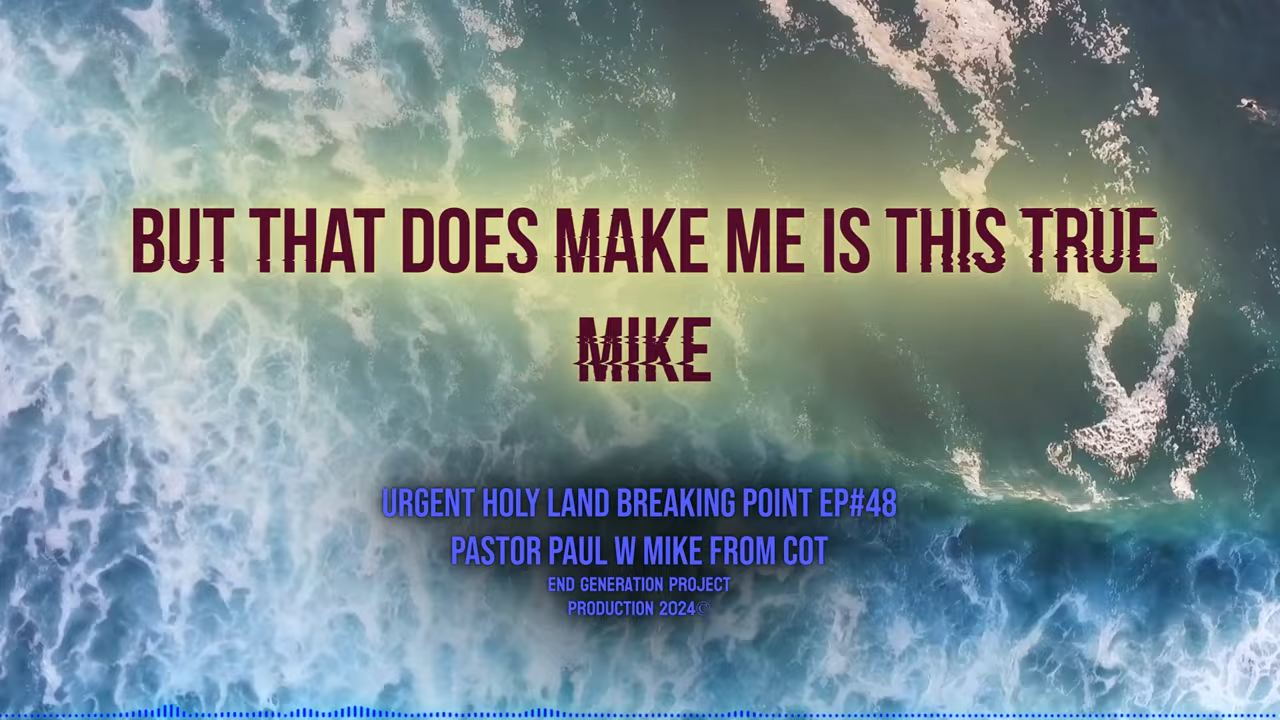 BUT THAT DOES MAKE ME IS THIS TRUE
MIKE
URGENT HOLY LAND BREAKING POINT EP#48
PASTOR PAUL W MIKE FROM COT
END GENERATION PROJECT
PRODUCTION 2024©